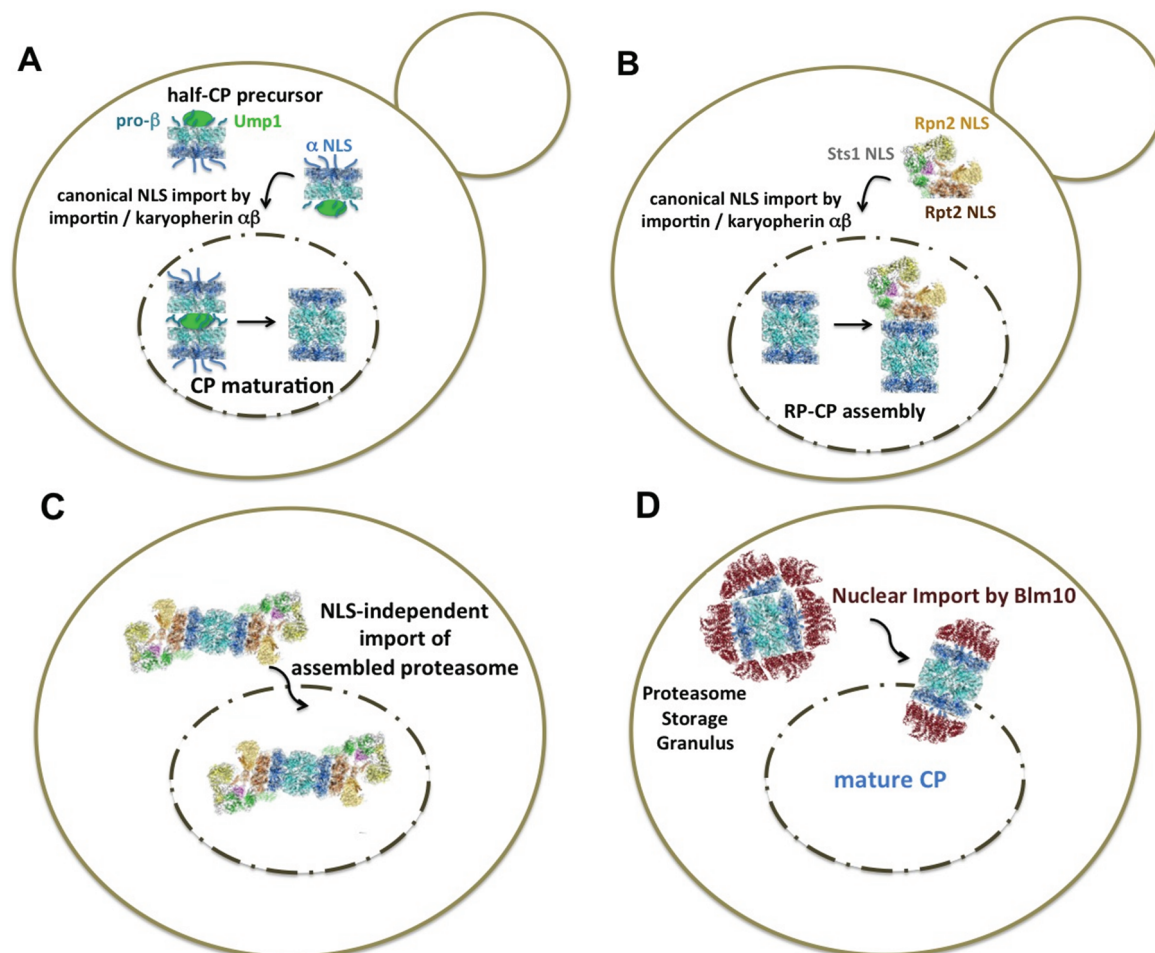 A
half-CP precursor
pro-β
Ump1
α NLS
canonical NLS import by
importin / karyopherin αβ
CP maturation
B
Rpn2 NLS
Sts1 NLS
canonical NLS import by
importin / karyopherin αβ
Rpt2 NLS
RP-CP assembly
C
NLS-independent
import of
assembled proteasome
D
Nuclear Import by Blm10
Proteasome
Storage
Granulus
mature CP